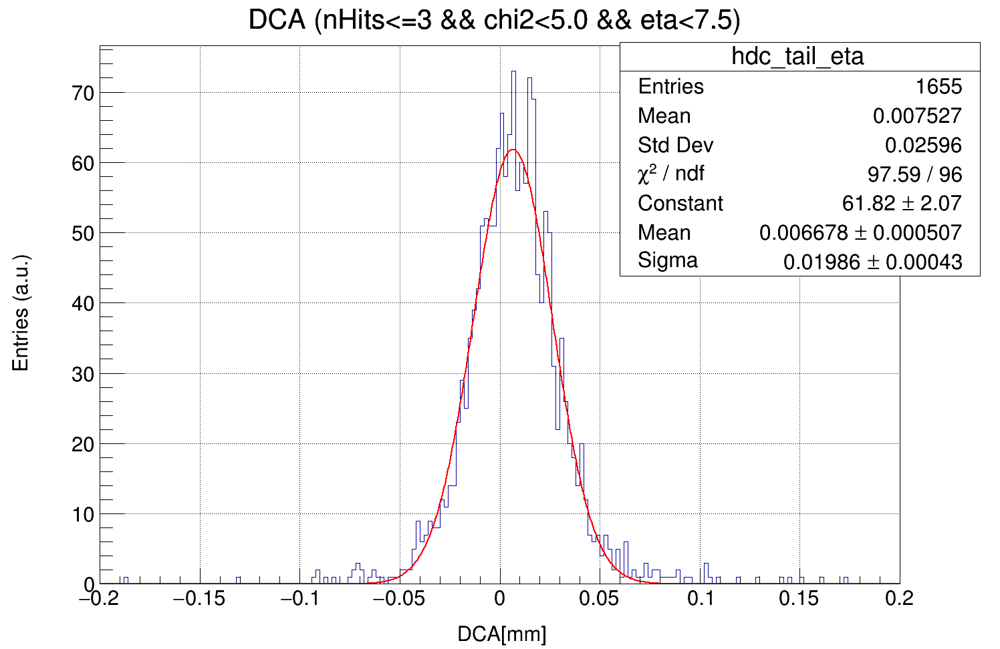 DCA (nHits<=3 && chi2<5.0 && eta<7.5)
hdc_tail_eta
Entries 1655
Mean 0.007527
Std Dev 0.02596
χ² / ndf 97.59 / 96
Constant 61.82 ± 2.07
Mean 0.006678 ± 0.000507
Sigma 0.01986 ± 0.00043
Entries (a.u.)
70
60
50
40
30
20
10
0
−0.2 −0.15 −0.1 −0.05 0 0.05 0.1 0.15 0.2
DCA[mm]